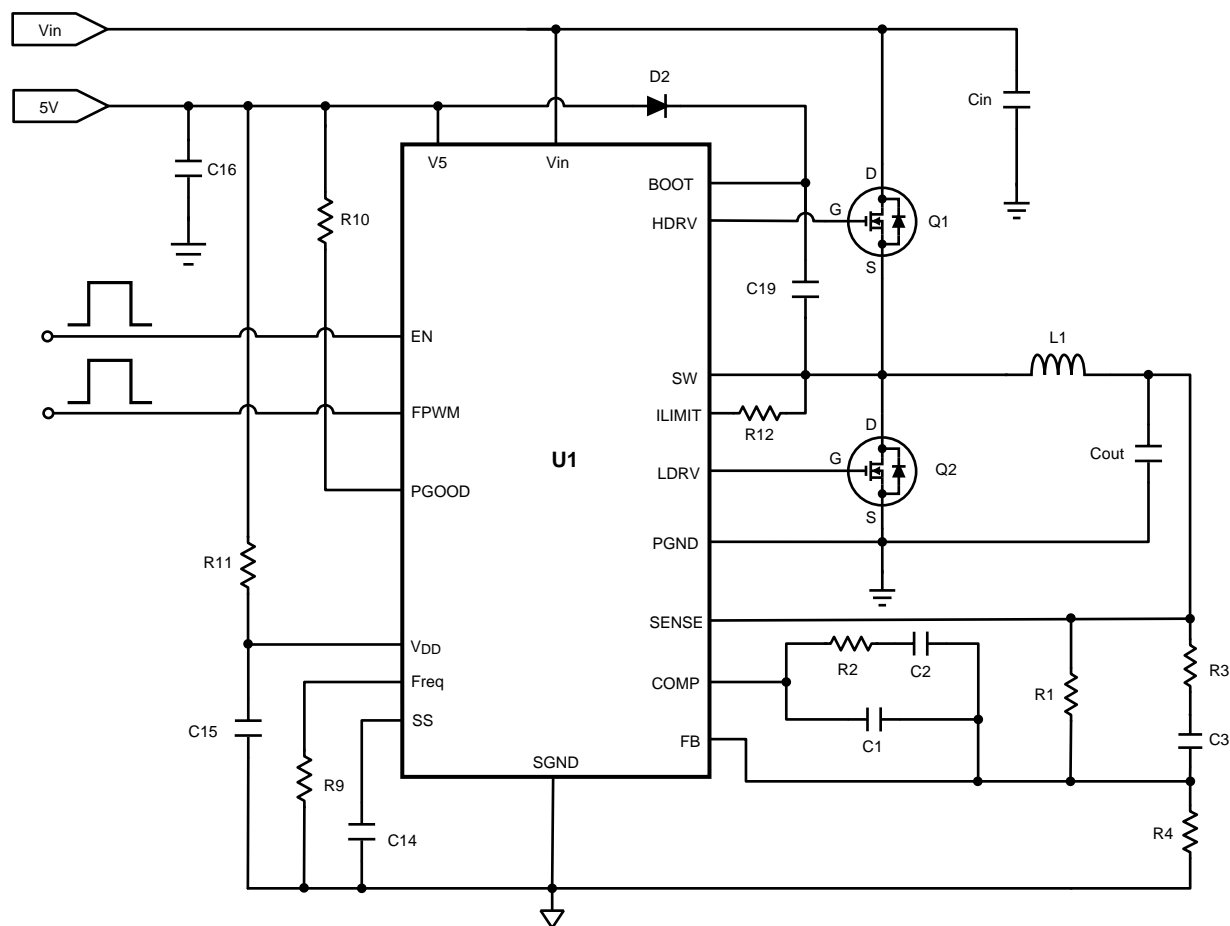 Vin
5V
D2
Cin
C16
V5
Vin
BOOT
D
R10
HDRV
G
Q1
S
C19
EN
L1
SW
FPWM
ILIMIT
R12
D
U1
G
Q2
Cout
LDRV
PGOOD
S
PGND
R11
SENSE
VDD
R2
C2
R3
Freq
COMP
R1
C15
SS
C1
FB
C3
SGND
R9
C14
R4